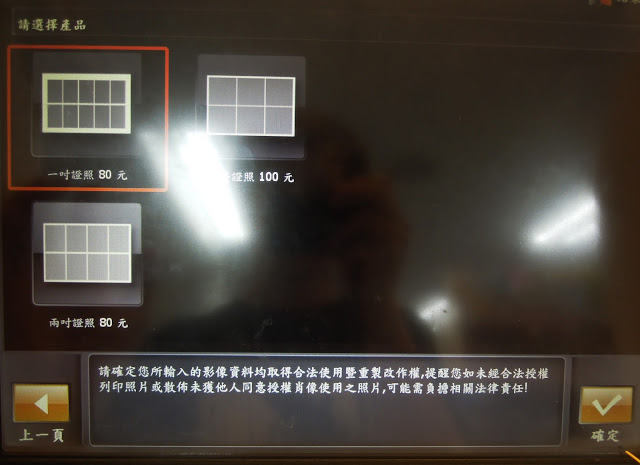 請選擇產品
一吋證照 80 元
證照 100 元
兩吋證照 80 元
請確定您所輸入的影像資料均取得合法使用暨重製改作權,提醒您如未經合法授權
列印照片或散佈未獲他人同意授權肖像使用之照片,可能需負擔相關法律責任!
上一頁
確定